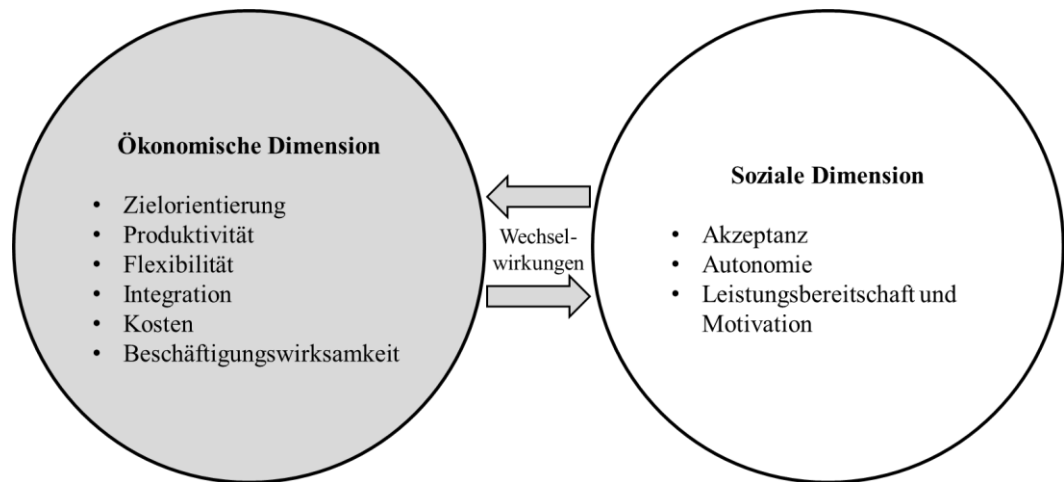 Ökonomische Dimension
• Zielorientierung
• Produktivität
• Flexibilität
• Integration
• Kosten
• Beschäftigungswirksamkeit
Wechsel-
wirkungen
Soziale Dimension
• Akzeptanz
• Autonomie
• Leistungsbereitschaft und
Motivation